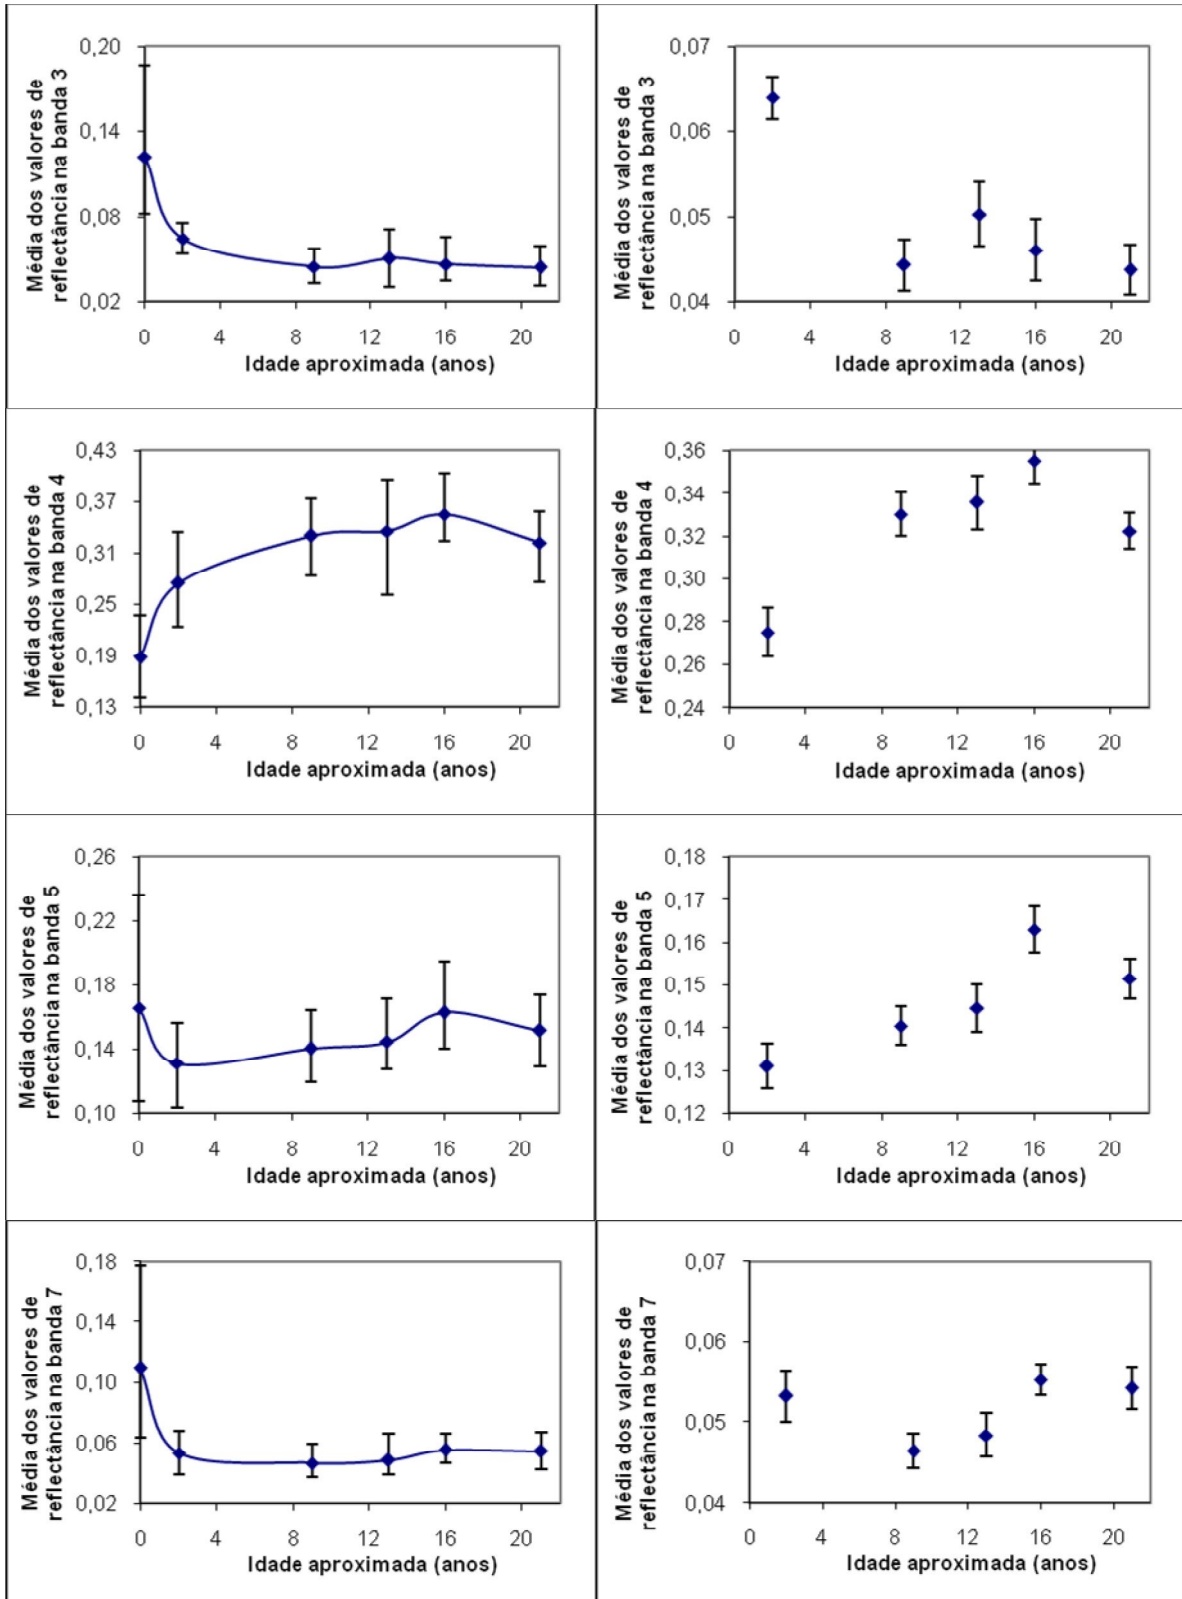 Média dos valores de
reflectância na banda 3
0,20
0,14
0,08
0,02
0 4 8 12 16 20
Idade aproximada (anos)
Média dos valores de
reflectância na banda 3
0,07
0,06
0,05
0,04
0 4 8 12 16 20
Idade aproximada (anos)
Média dos valores de
reflectância na banda 4
0,43
0,37
0,31
0,25
0,19
0,13
0 4 8 12 16 20
Idade aproximada (anos)
Média dos valores de
reflectância na banda 4
0,36
0,34
0,32
0,30
0,28
0,26
0,24
0 4 8 12 16 20
Idade aproximada (anos)
Média dos valores de
reflectância na banda 5
0,26
0,22
0,18
0,14
0,10
0 4 8 12 16 20
Idade aproximada (anos)
Média dos valores de
reflectância na banda 5
0,18
0,17
0,16
0,15
0,14
0,13
0,12
0 4 8 12 16 20
Idade aproximada (anos)
Média dos valores de
reflectância na banda 7
0,18
0,14
0,10
0,06
0,02
0 4 8 12 16 20
Idade aproximada (anos)
Média dos valores de
reflectância na banda 7
0,07
0,06
0,05
0,04
0 4 8 12 16 20
Idade aproximada (anos)